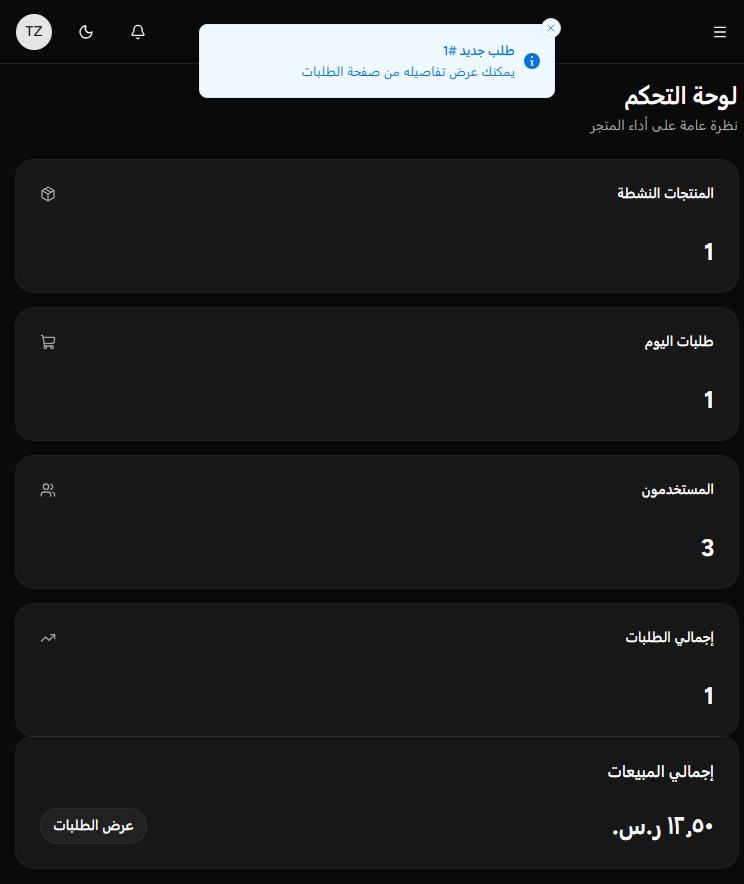 TZ
طلب جديد #1
يمكنك عرض تفاصيله من صفحة الطلبات
لوحة التحكم
نظرة عامة على أداء المتجر
المنتجات النشطة
1
طلبات اليوم
1
المستخدمون
3
إجمالي الطلبات
1
إجمالي المبيعات
١٢٫٥٠ ر.س.
عرض الطلبات